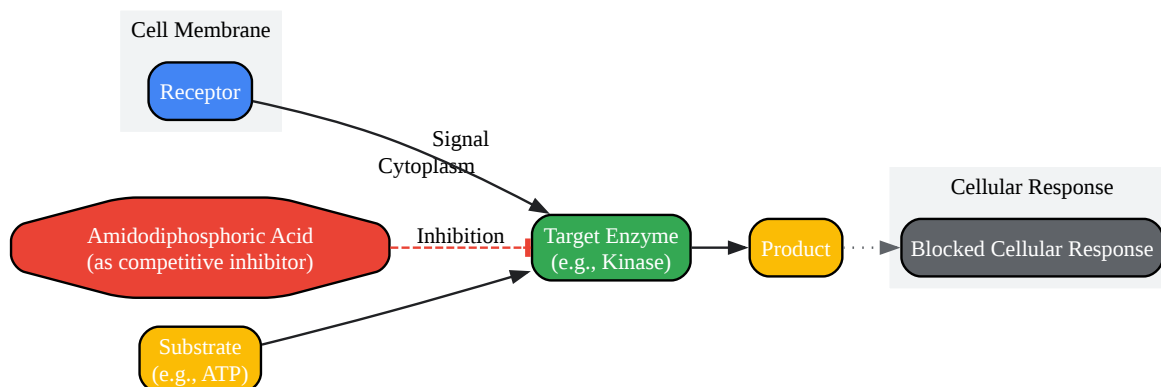 Cell Membrane
Receptor
Signal
Cytoplasm
Cellular Response
Amidodiphosphoric Acid
(as competitive inhibitor)
Inhibition
Target Enzyme
(e.g., Kinase)
Product
Blocked Cellular Response
Substrate
(e.g., ATP)